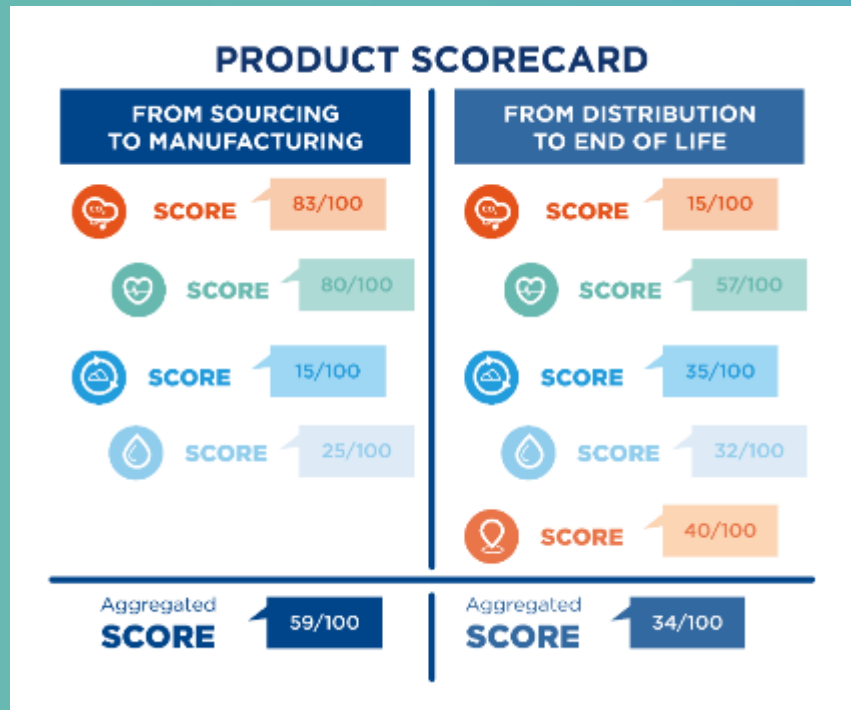 PRODUCT SCORECARD
FROM SOURCING
TO MANUFACTURING
SCORE 83/100
SCORE 80/100
SCORE 15/100
SCORE 25/100
Aggregated
SCORE 59/100
FROM DISTRIBUTION
TO END OF LIFE
SCORE 15/100
SCORE 57/100
SCORE 35/100
SCORE 32/100
SCORE 40/100
Aggregated
SCORE 34/100